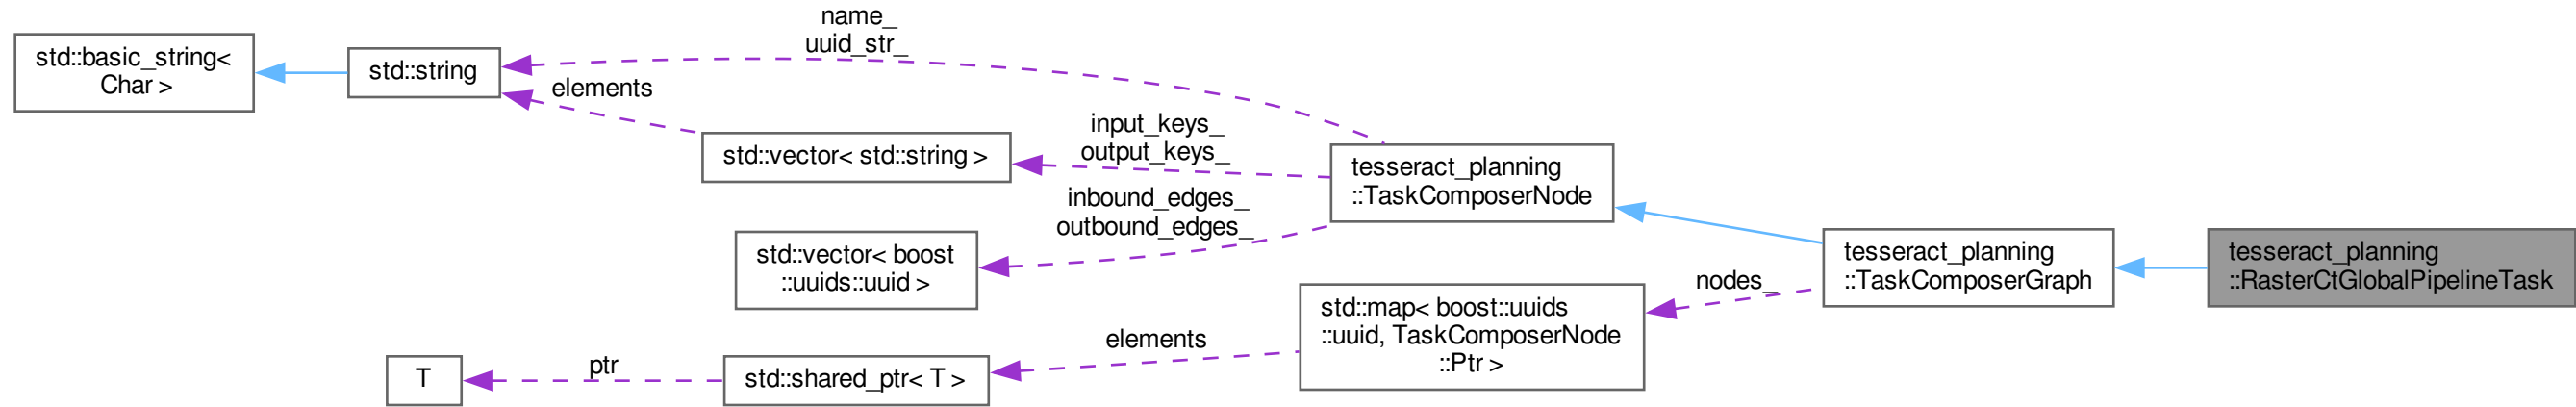 name_
uuid_str_
std::basic_string<
Char >
std::string
elements
input_keys_
output_keys_
std::vector< std::string >
tesseract_planning
::TaskComposerNode
inbound_edges_
outbound_edges_
std::vector< boost
::uuids::uuid >
tesseract_planning
::TaskComposerGraph
tesseract_planning
::RasterCtGlobalPipelineTask
nodes_
std::map< boost::uuids
::uuid, TaskComposerNode
::Ptr >
elements
ptr
T
std::shared_ptr< T >